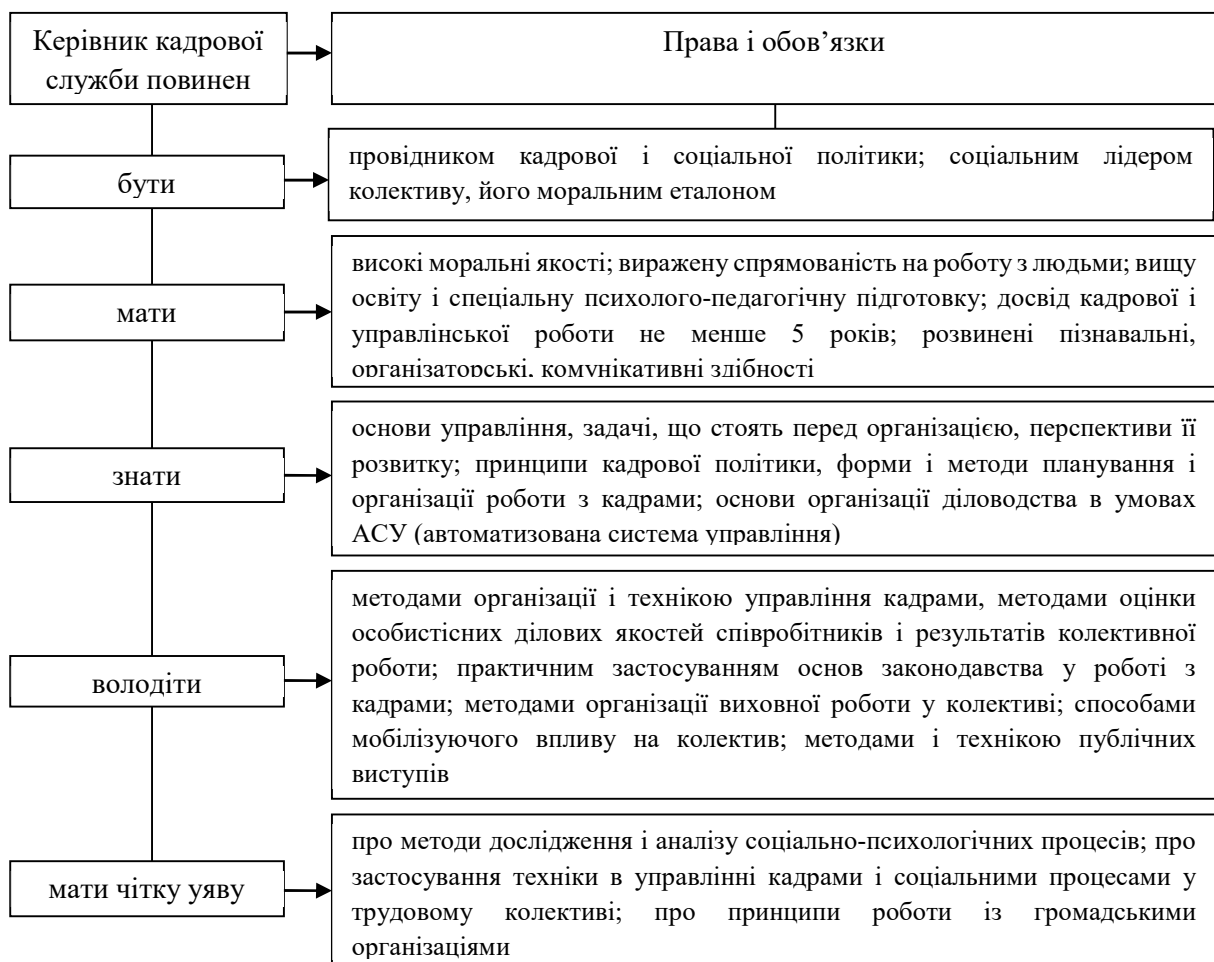 Керівник кадрової
служби повинен
Права і обов’язки
бути
провідником кадрової і соціальної політики; соціальним лідером
колективу, його моральним еталоном
мати
високі моральні якості; виражену спрямованість на роботу з людьми; вищу
освіту і спеціальну психолого-педагогічну підготовку; досвід кадрової і
управлінської роботи не менше 5 років; розвинені пізнавальні,
організаторські, комунікативні здібності
знати
основи управління, задачі, що стоять перед організацією, перспективи її
розвитку; принципи кадрової політики, форми і методи планування і
організації роботи з кадрами; основи організації діловодства в умовах
АСУ (автоматизована система управління)
володіти
методами організації і технікою управління кадрами, методами оцінки
особистісних ділових якостей співробітників і результатів колективної
роботи; практичним застосуванням основ законодавства у роботі з
кадрами; методами організації виховної роботи у колективі; способами
мобілізуючого впливу на колектив; методами і технікою публічних
виступів
мати чітку уяву
про методи дослідження і аналізу соціально-психологічних процесів; про
застосування техніки в управлінні кадрами і соціальними процесами у
трудовому колективі; про принципи роботи із громадськими
організаціями